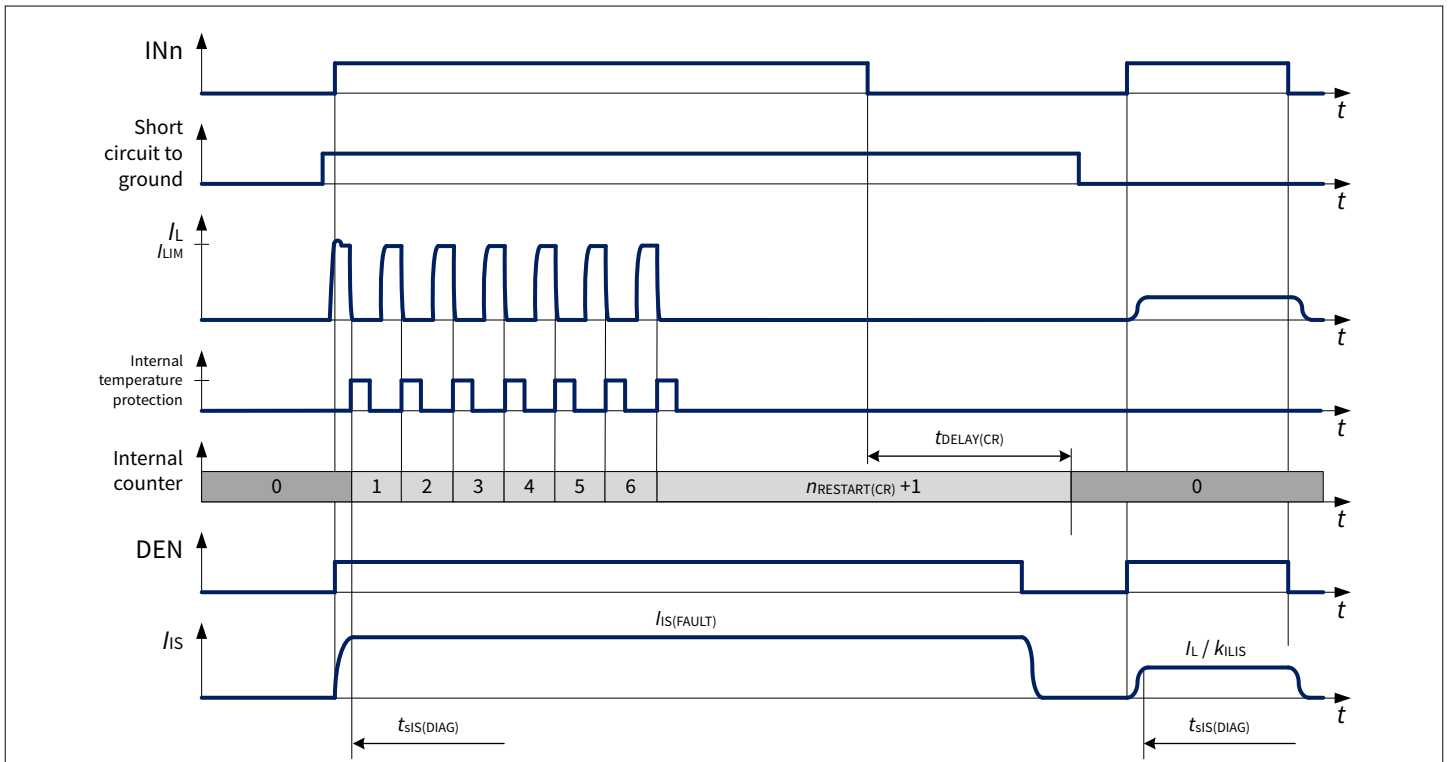 INn
t
Short
circuit to
ground
t
IL
ILIM
t
Internal
temperature
protection
t
tDELAY(CR)
Internal
counter
0 1 2 3 4 5 6 nRESTART(CR) +1 0
t
DEN
t
IIS(FAULT)
IIS
IL / kILIS
t
tsIS(DIAG) tsIS(DIAG)